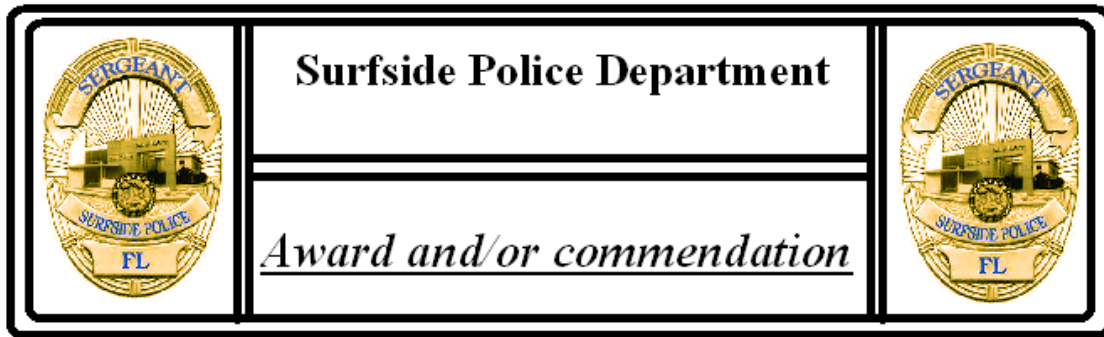 SERGEANT
SURFSIDE POLICE
FL
Surfside Police Department
Award and/or commendation
SERGEANT
SURFSIDE POLICE
FL